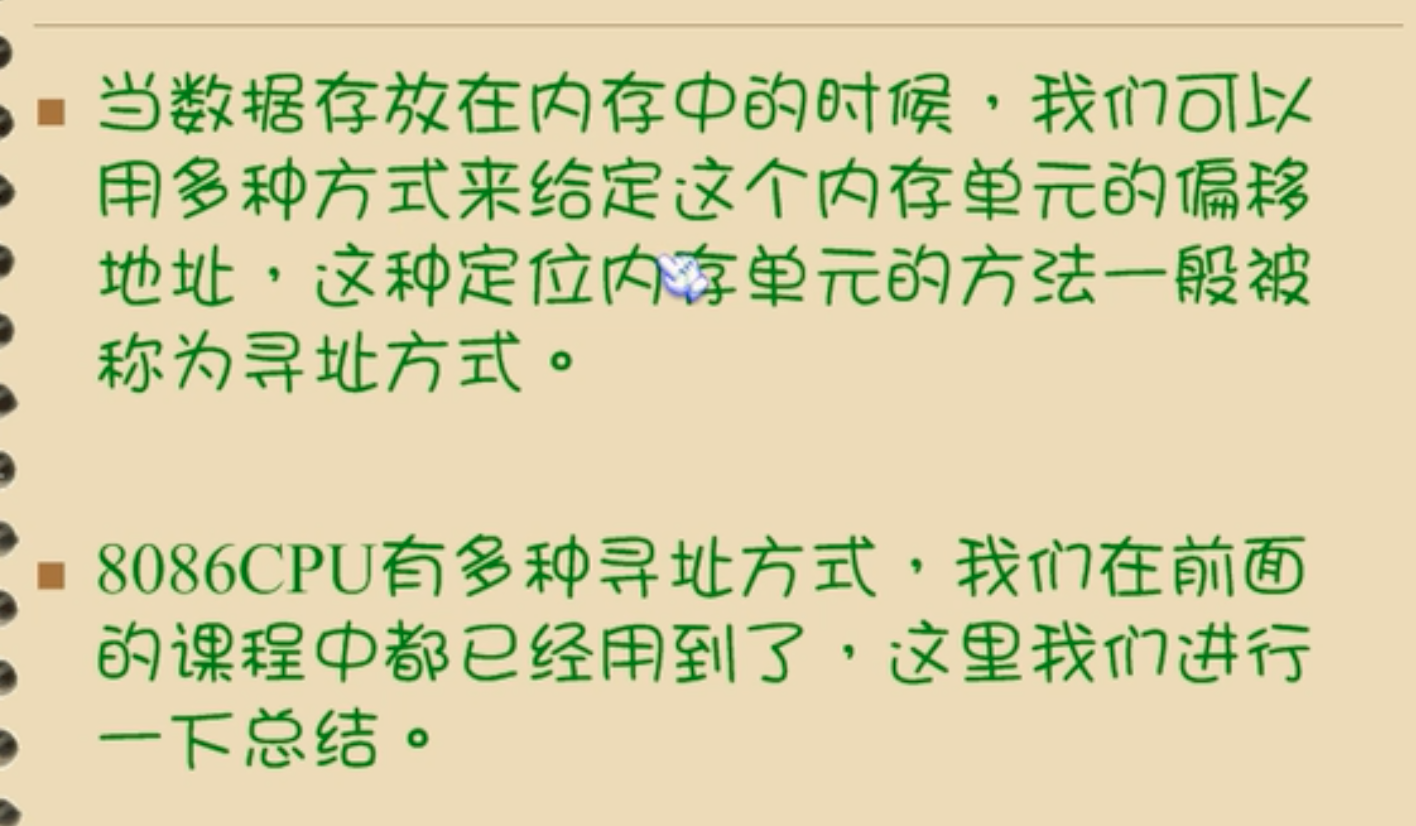 当数据存放在内存中的时候，我们可以
用多种方式来给定这个内存单元的偏移
地址，这种定位内存单元的方法一般被
称为寻址方式。
8086CPU有多种寻址方式，我们在前面
的课程中都已经用到了，这里我们进行
一下总结。